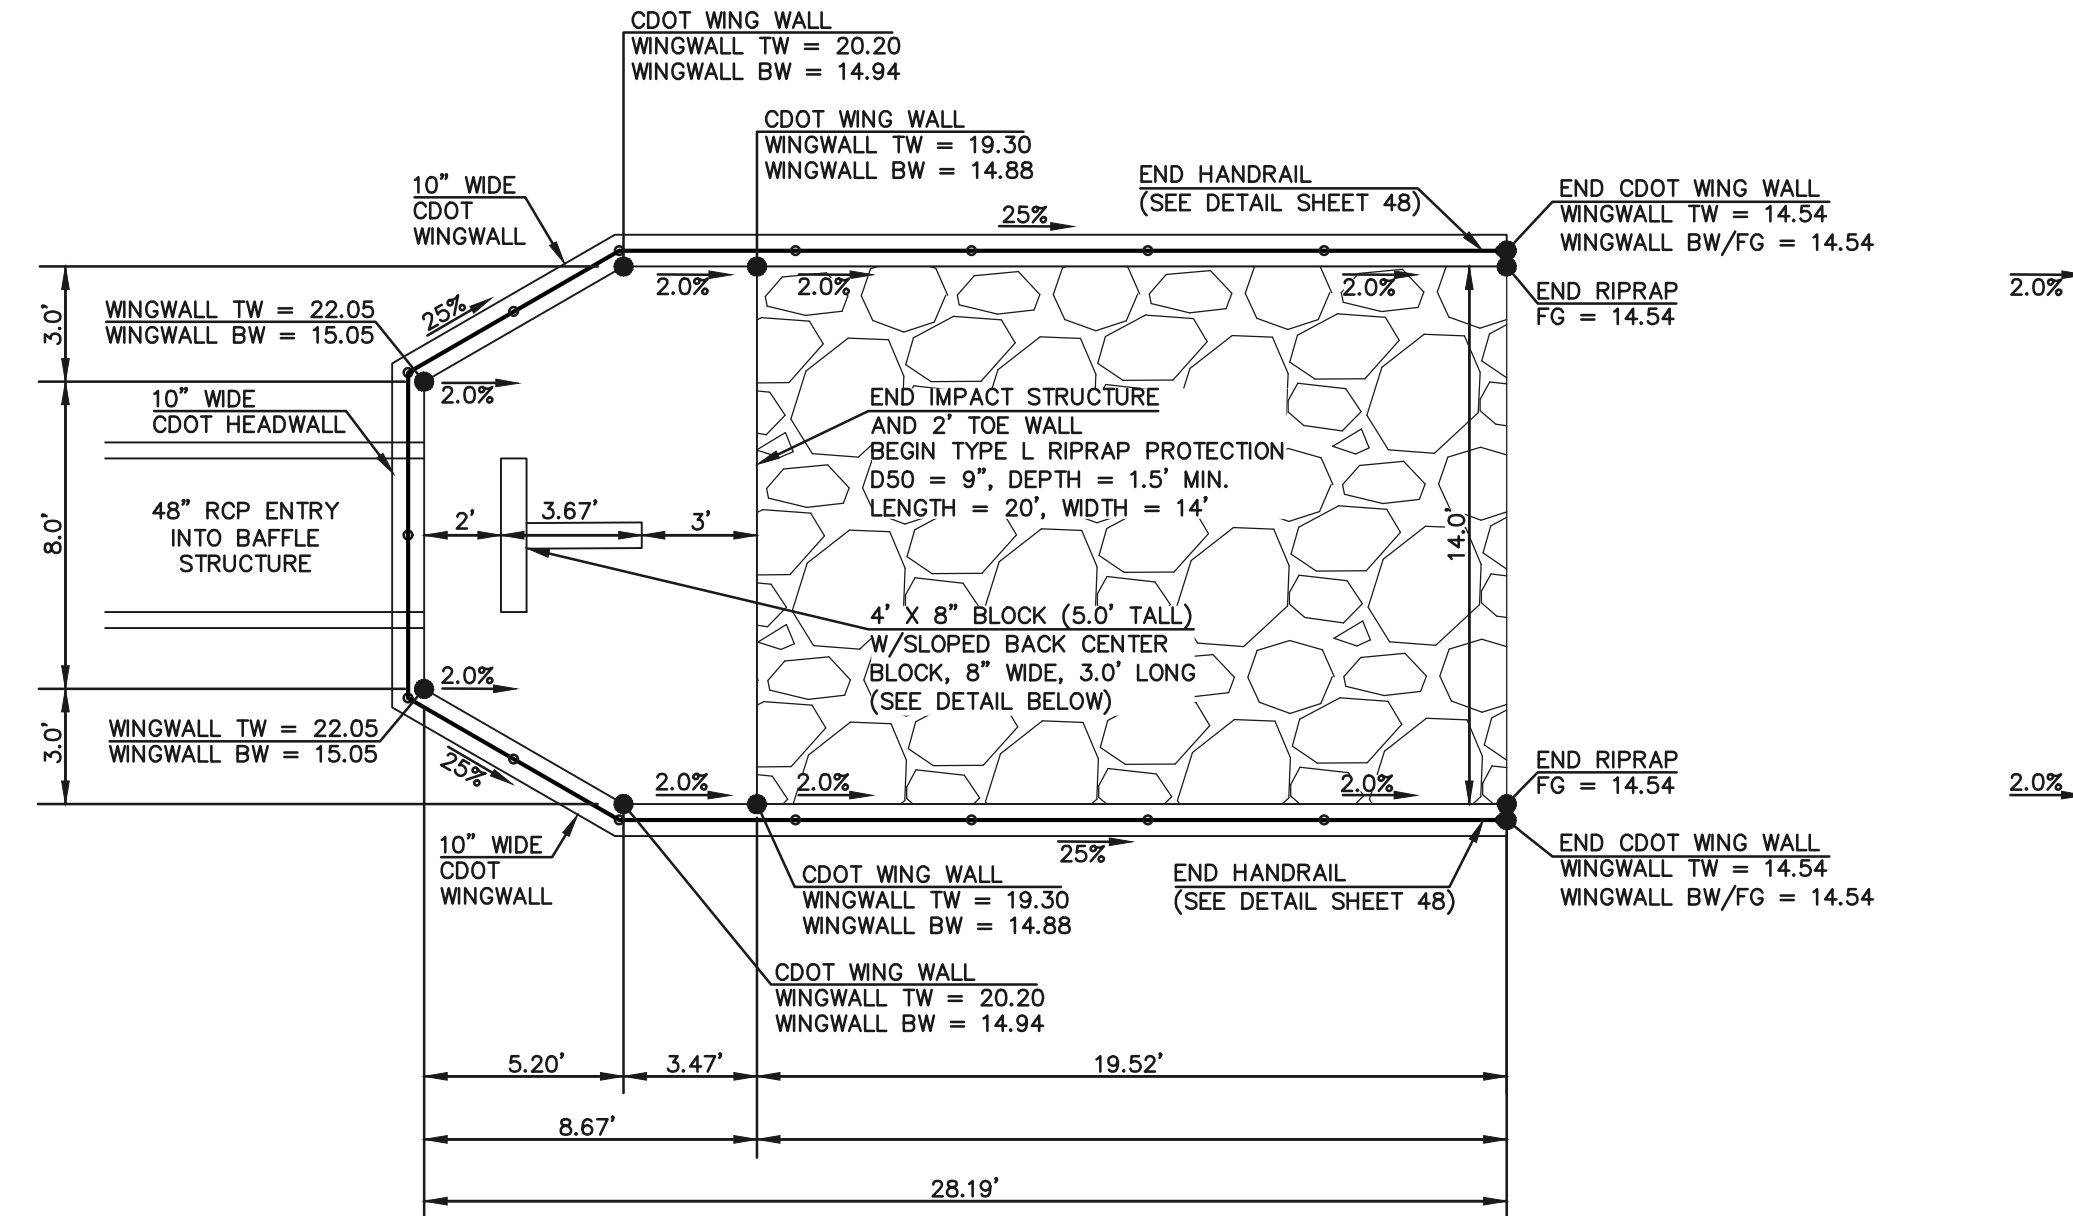 CDOT WING WALL
WINGWALL TW = 20.20
WINGWALL BW = 14.94
CDOT WING WALL
WINGWALL TW = 19.30
WINGWALL BW = 14.88
10" WIDE
CDOT
WINGWALL
25%
END HANDRAIL
(SEE DETAIL SHEET 48)
END CDOT WING WALL
WINGWALL TW = 14.54
WINGWALL BW/FG = 14.54
25%
2.0%
2.0%
2.0%
2.0%
END RIPRAP
FG = 14.54
3.0'
WINGWALL TW = 22.05
WINGWALL BW = 15.05
2.0%
10" WIDE
CDOT HEADWALL
END IMPACT STRUCTURE
AND 2' TOE WALL
BEGIN TYPE L RIPRAP PROTECTION
D50 = 9", DEPTH = 1.5' MIN.
LENGTH = 20', WIDTH = 14'
8.0'
48" RCP ENTRY
INTO BAFFLE
STRUCTURE
2'
3.67'
3'
14.0'
4' X 8" BLOCK (5.0' TALL)
W/SLOPED BACK CENTER
BLOCK, 8" WIDE, 3.0' LONG
(SEE DETAIL BELOW)
2.0%
3.0'
WINGWALL TW = 22.05
WINGWALL BW = 15.05
25%
2.0%
2.0%
2.0%
2.0%
END RIPRAP
FG = 14.54
10" WIDE
CDOT
WINGWALL
25%
END HANDRAIL
(SEE DETAIL SHEET 48)
END CDOT WING WALL
WINGWALL TW = 14.54
WINGWALL BW/FG = 14.54
CDOT WING WALL
WINGWALL TW = 19.30
WINGWALL BW = 14.88
CDOT WING WALL
WINGWALL TW = 20.20
WINGWALL BW = 14.94
5.20'
3.47'
19.52'
8.67'
28.19'